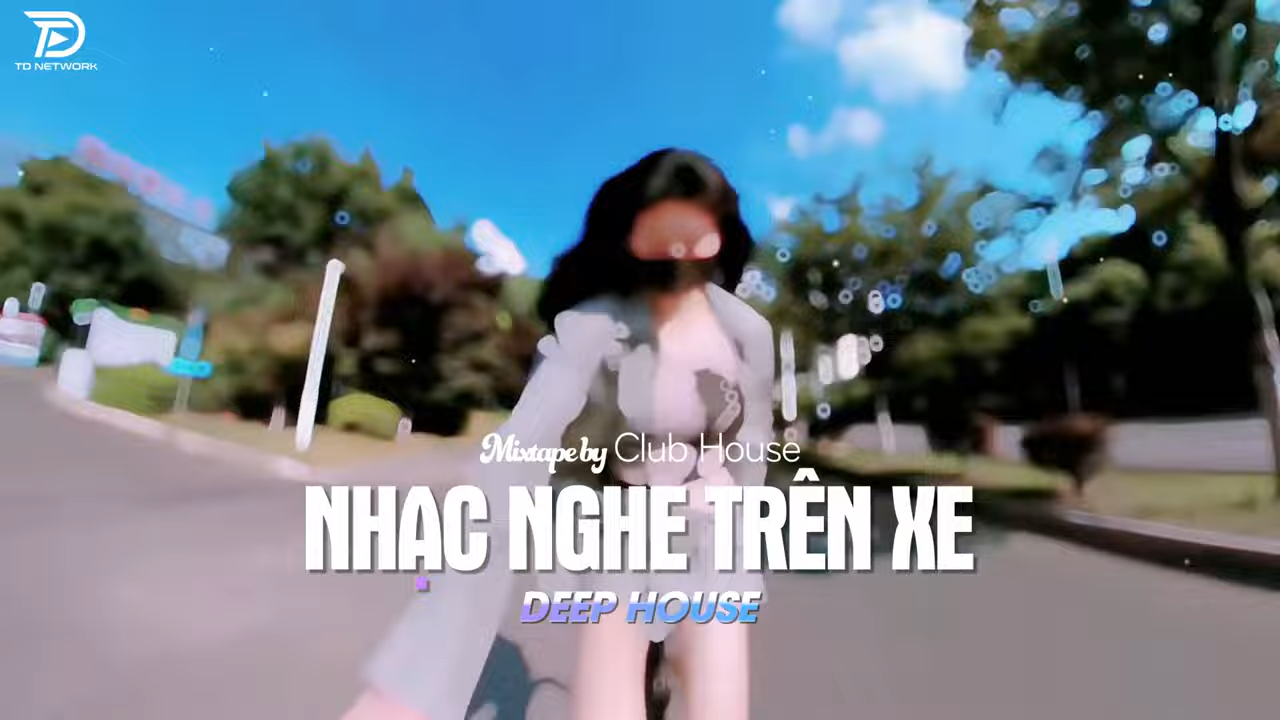 TD NETWORK
Mixtape by Club House
NHẠC NGHE TRÊN XE
DEEP HOUSE